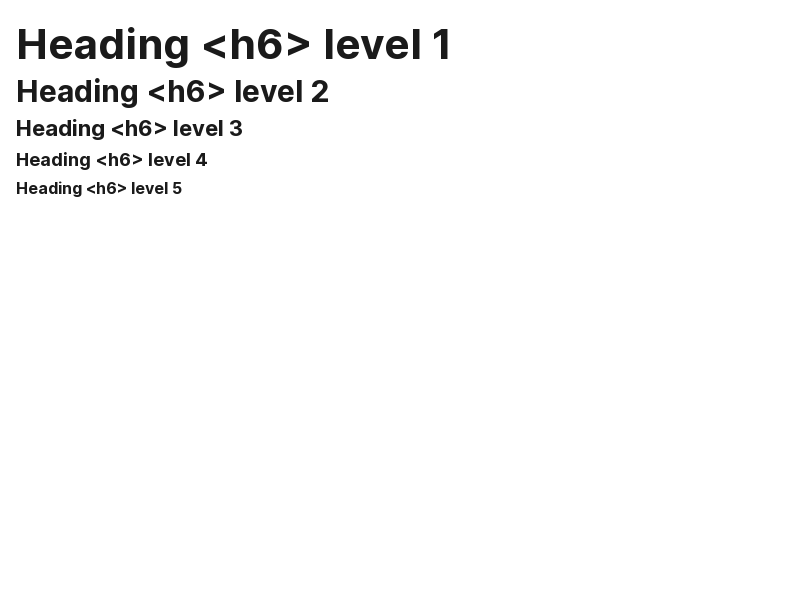 Heading <h6> level 1
Heading <h6> level 2
Heading <h6> level 3
Heading <h6> level 4
Heading <h6> level 5